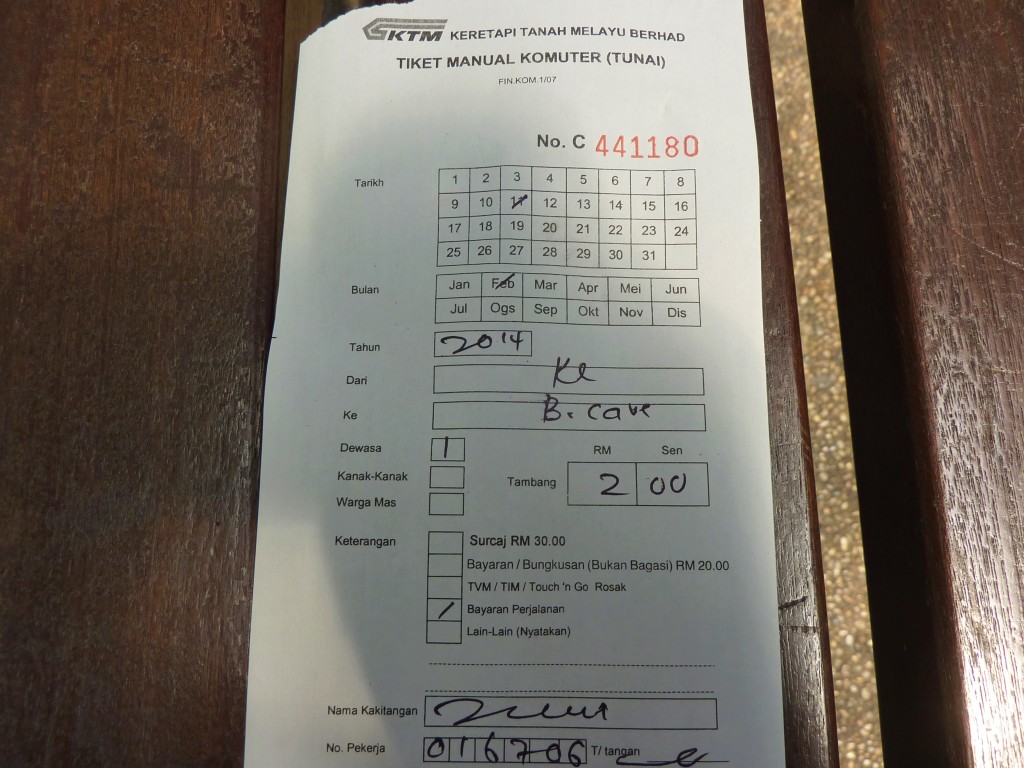 KTM KERETAPI TANAH MELAYU BERHAD
TIKET MANUAL KOMUTER (TUNAI)
FIN.KOM.1/07
No. C 441180
Tarikh 1 2 3 4 5 6 7 8
9 10 11 12 13 14 15 16
17 18 19 20 21 22 23 24
25 26 27 28 29 30 31
Bulan Jan Feb Mar Apr Mei Jun
Jul Ogs Sep Okt Nov Dis
Tahun 2014
Dari KL
Ke B. Cave
Dewasa 1 RM Sen
Kanak-Kanak Tambang 2 00
Warga Mas
Keterangan Surcaj RM 30.00
Bayaran / Bungkusan (Bukan Bagasi) RM 20.00
TVM / TIM / Touch 'n Go Rosak
/ Bayaran Perjalanan
Lain-Lain (Nyatakan)
Nama Kakitangan
No. Pekerja 016706 T/ tangan